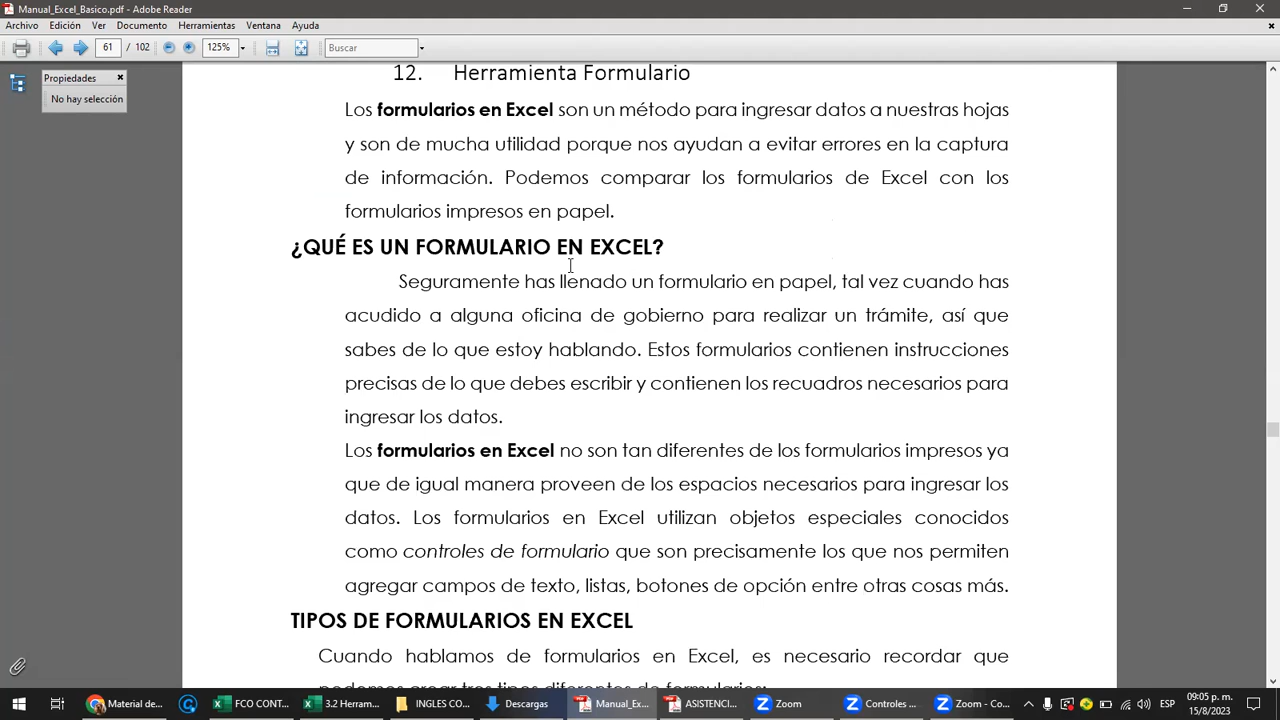 Manual_Excel_Basico.pdf - Adobe Reader
Archivo Edición Ver Documento Herramientas Ventana Ayuda
61 / 102 125% Buscar
Propiedades
No hay selección
12. Herramienta Formulario
Los formularios en Excel son un método para ingresar datos a nuestras hojas
y son de mucha utilidad porque nos ayudan a evitar errores en la captura
de información. Podemos comparar los formularios de Excel con los
formularios impresos en papel.
¿QUÉ ES UN FORMULARIO EN EXCEL?
Seguramente has llenado un formulario en papel, tal vez cuando has
acudido a alguna oficina de gobierno para realizar un trámite, así que
sabes de lo que estoy hablando. Estos formularios contienen instrucciones
precisas de lo que debes escribir y contienen los recuadros necesarios para
ingresar los datos.
Los formularios en Excel no son tan diferentes de los formularios impresos ya
que de igual manera proveen de los espacios necesarios para ingresar los
datos. Los formularios en Excel utilizan objetos especiales conocidos
como controles de formulario que son precisamente los que nos permiten
agregar campos de texto, listas, botones de opción entre otras cosas más.
TIPOS DE FORMULARIOS EN EXCEL
Cuando hablamos de formularios en Excel, es necesario recordar que
podemos crear tres tipos diferentes de formularios:
Material de... FCO CONT... 3.2 Herram... INGLES CO... Descargas Manual_Ex... ASISTENCI... Zoom Controles ... Zoom - Co... ESP 09:05 p. m.
15/8/2023